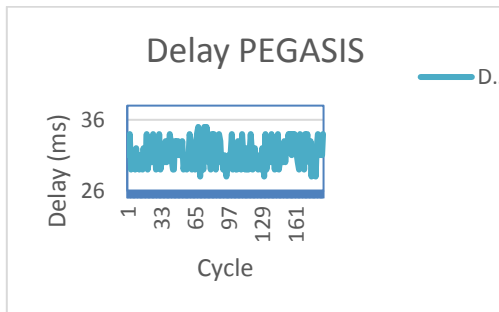 Delay PEGASIS
D.
36
26
Delay (ms)
1
33
65
97
129
161
Cycle